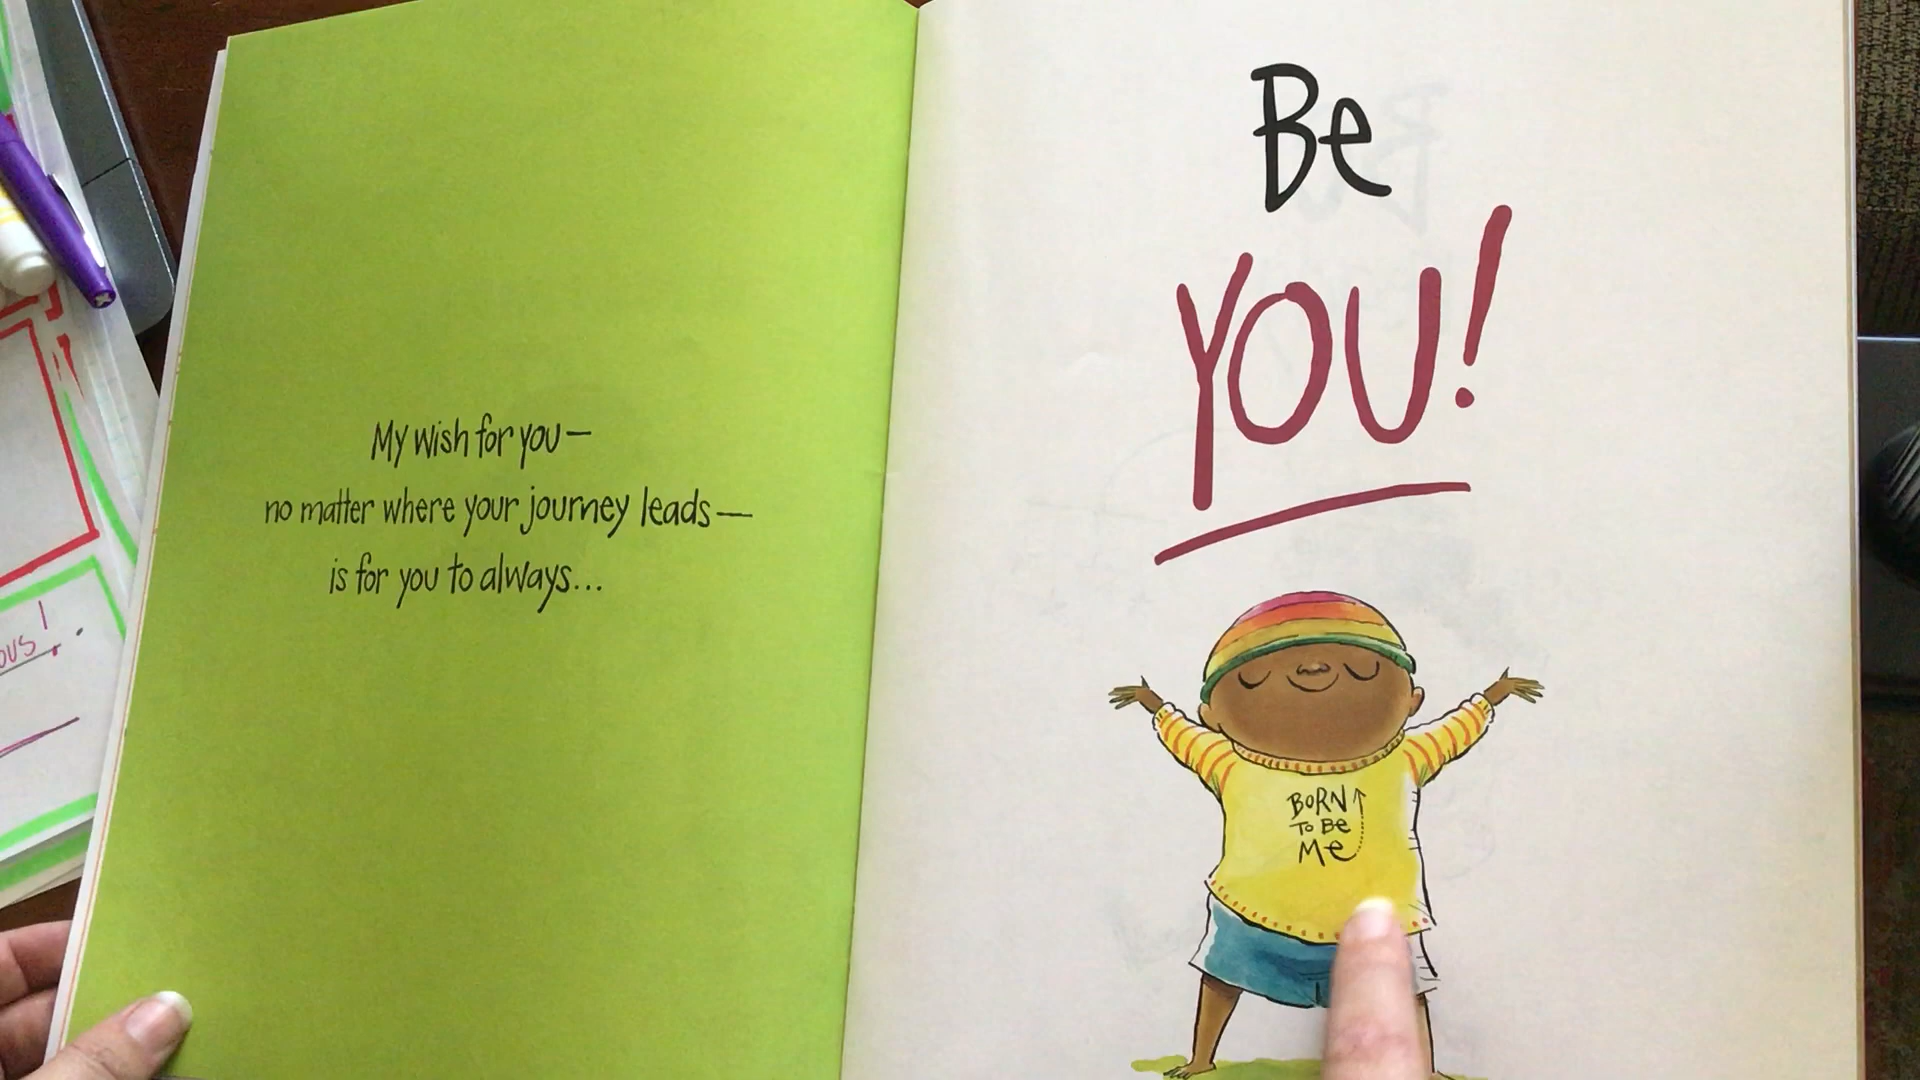 My wish for you—
no matter where your journey leads—
is for you to always...
Be
YOU!
BORN
TO Be
Me